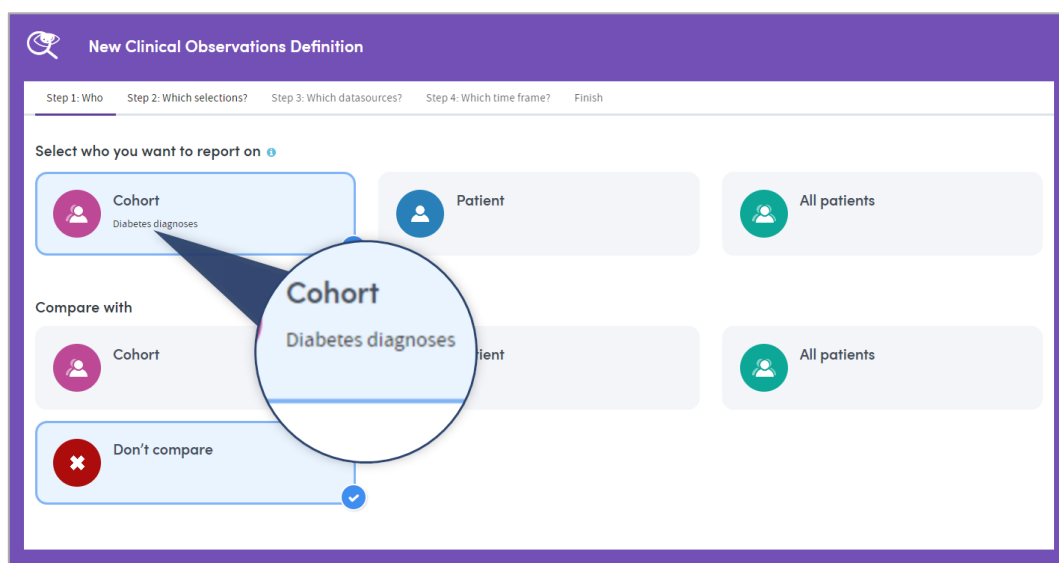 New Clinical Observations Definition
Step 1: Who Step 2: Which selections? Step 3: Which datasources? Step 4: Which time frame? Finish
Select who you want to report on
Cohort
Diabetes diagnoses
Patient
All patients
Cohort
Diabetes diagnoses
Compare with
Cohort
ient
All patients
Don't compare